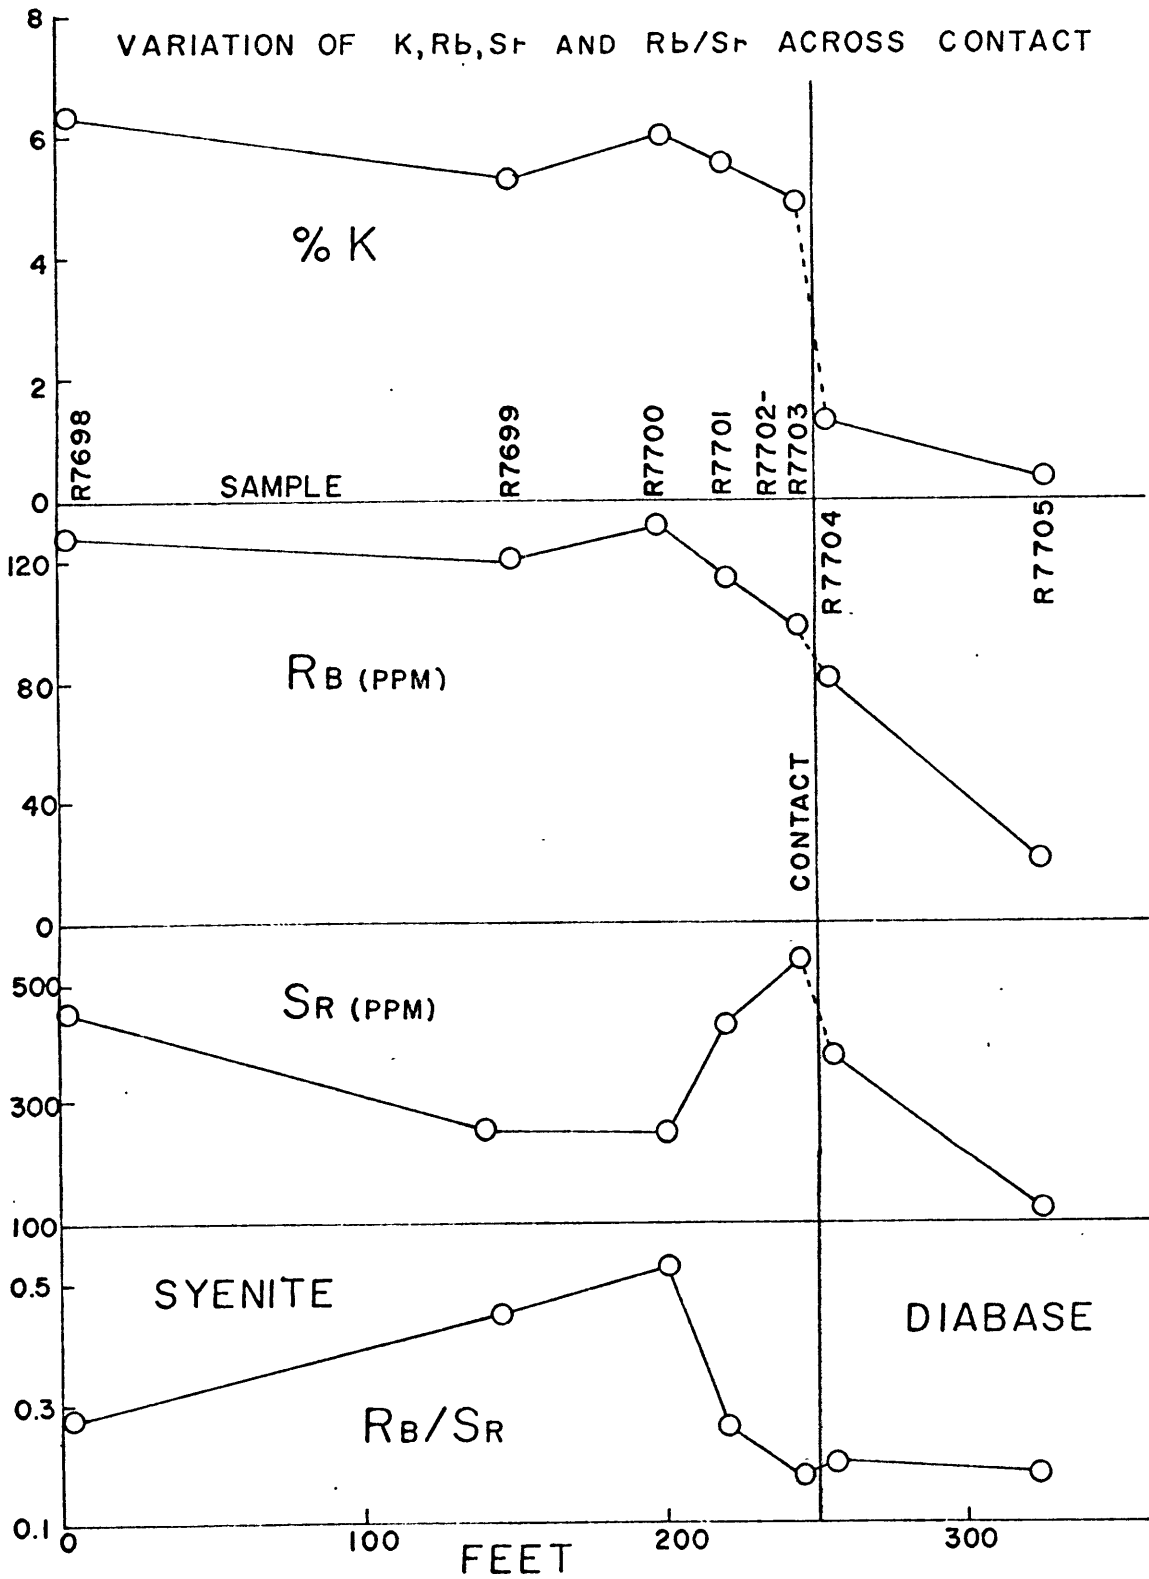 VARIATION OF K,Rb,Sr AND Rb/Sr ACROSS CONTACT
8
6
4
2
0
% K
SAMPLE
R7698
R7699
R7700
R7701
R7702-
R7703
R7704
R7705
120
80
40
0
RB (PPM)
CONTACT
500
300
100
SR (PPM)
SYENITE
DIABASE
0.5
0.3
0.1
RB/SR
0
100
200
300
FEET